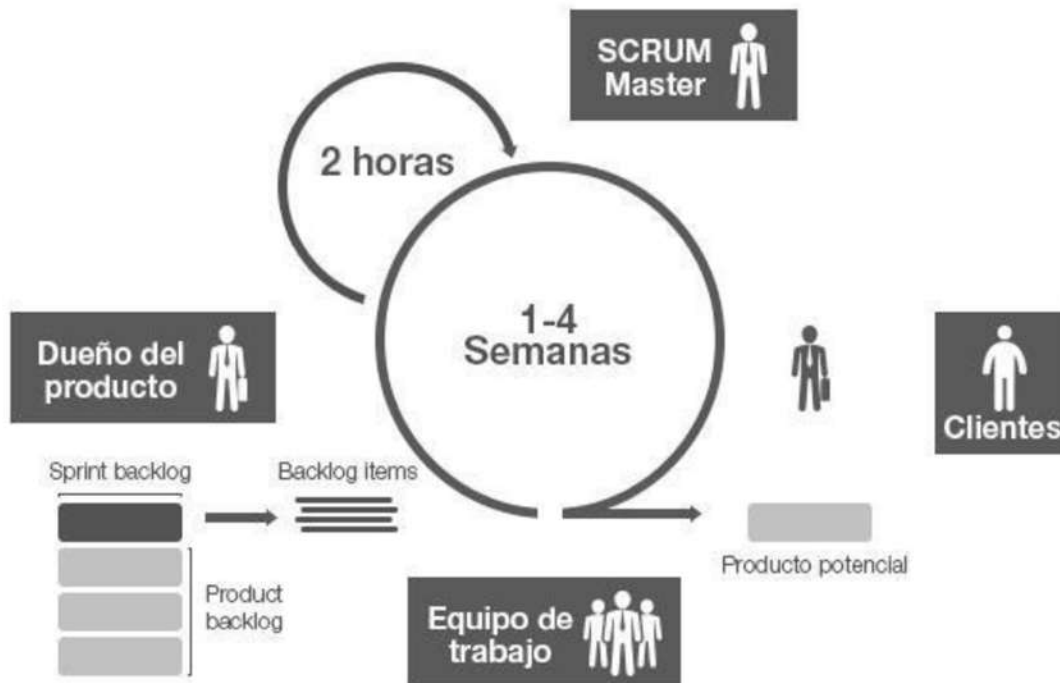 SCRUM
Master
2 horas
1-4
Semanas
Dueño del
producto
Clientes
Sprint backlog
Backlog items
Product
backlog
Producto potencial
Equipo de
trabajo